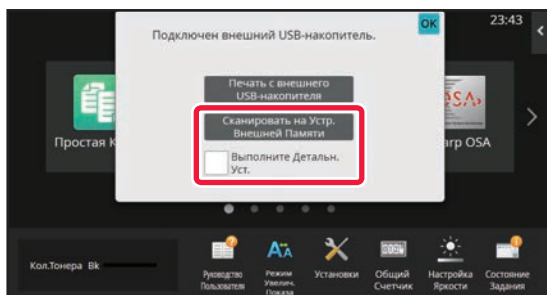 Подключен внешний USB-накопитель.
OK
23:43
Печать с внешнего
USB-накопителя
Сканировать на Устр.
Внешней Памяти
Выполните Детальн.
Уст.
Простая К
arp OSA
Кол.Тонера Bk
Руководство
Пользователя
Режим
Увелич.
Показа
Установки
Общий
Счетчик
Настройка
Яркости
Состояние
Задания